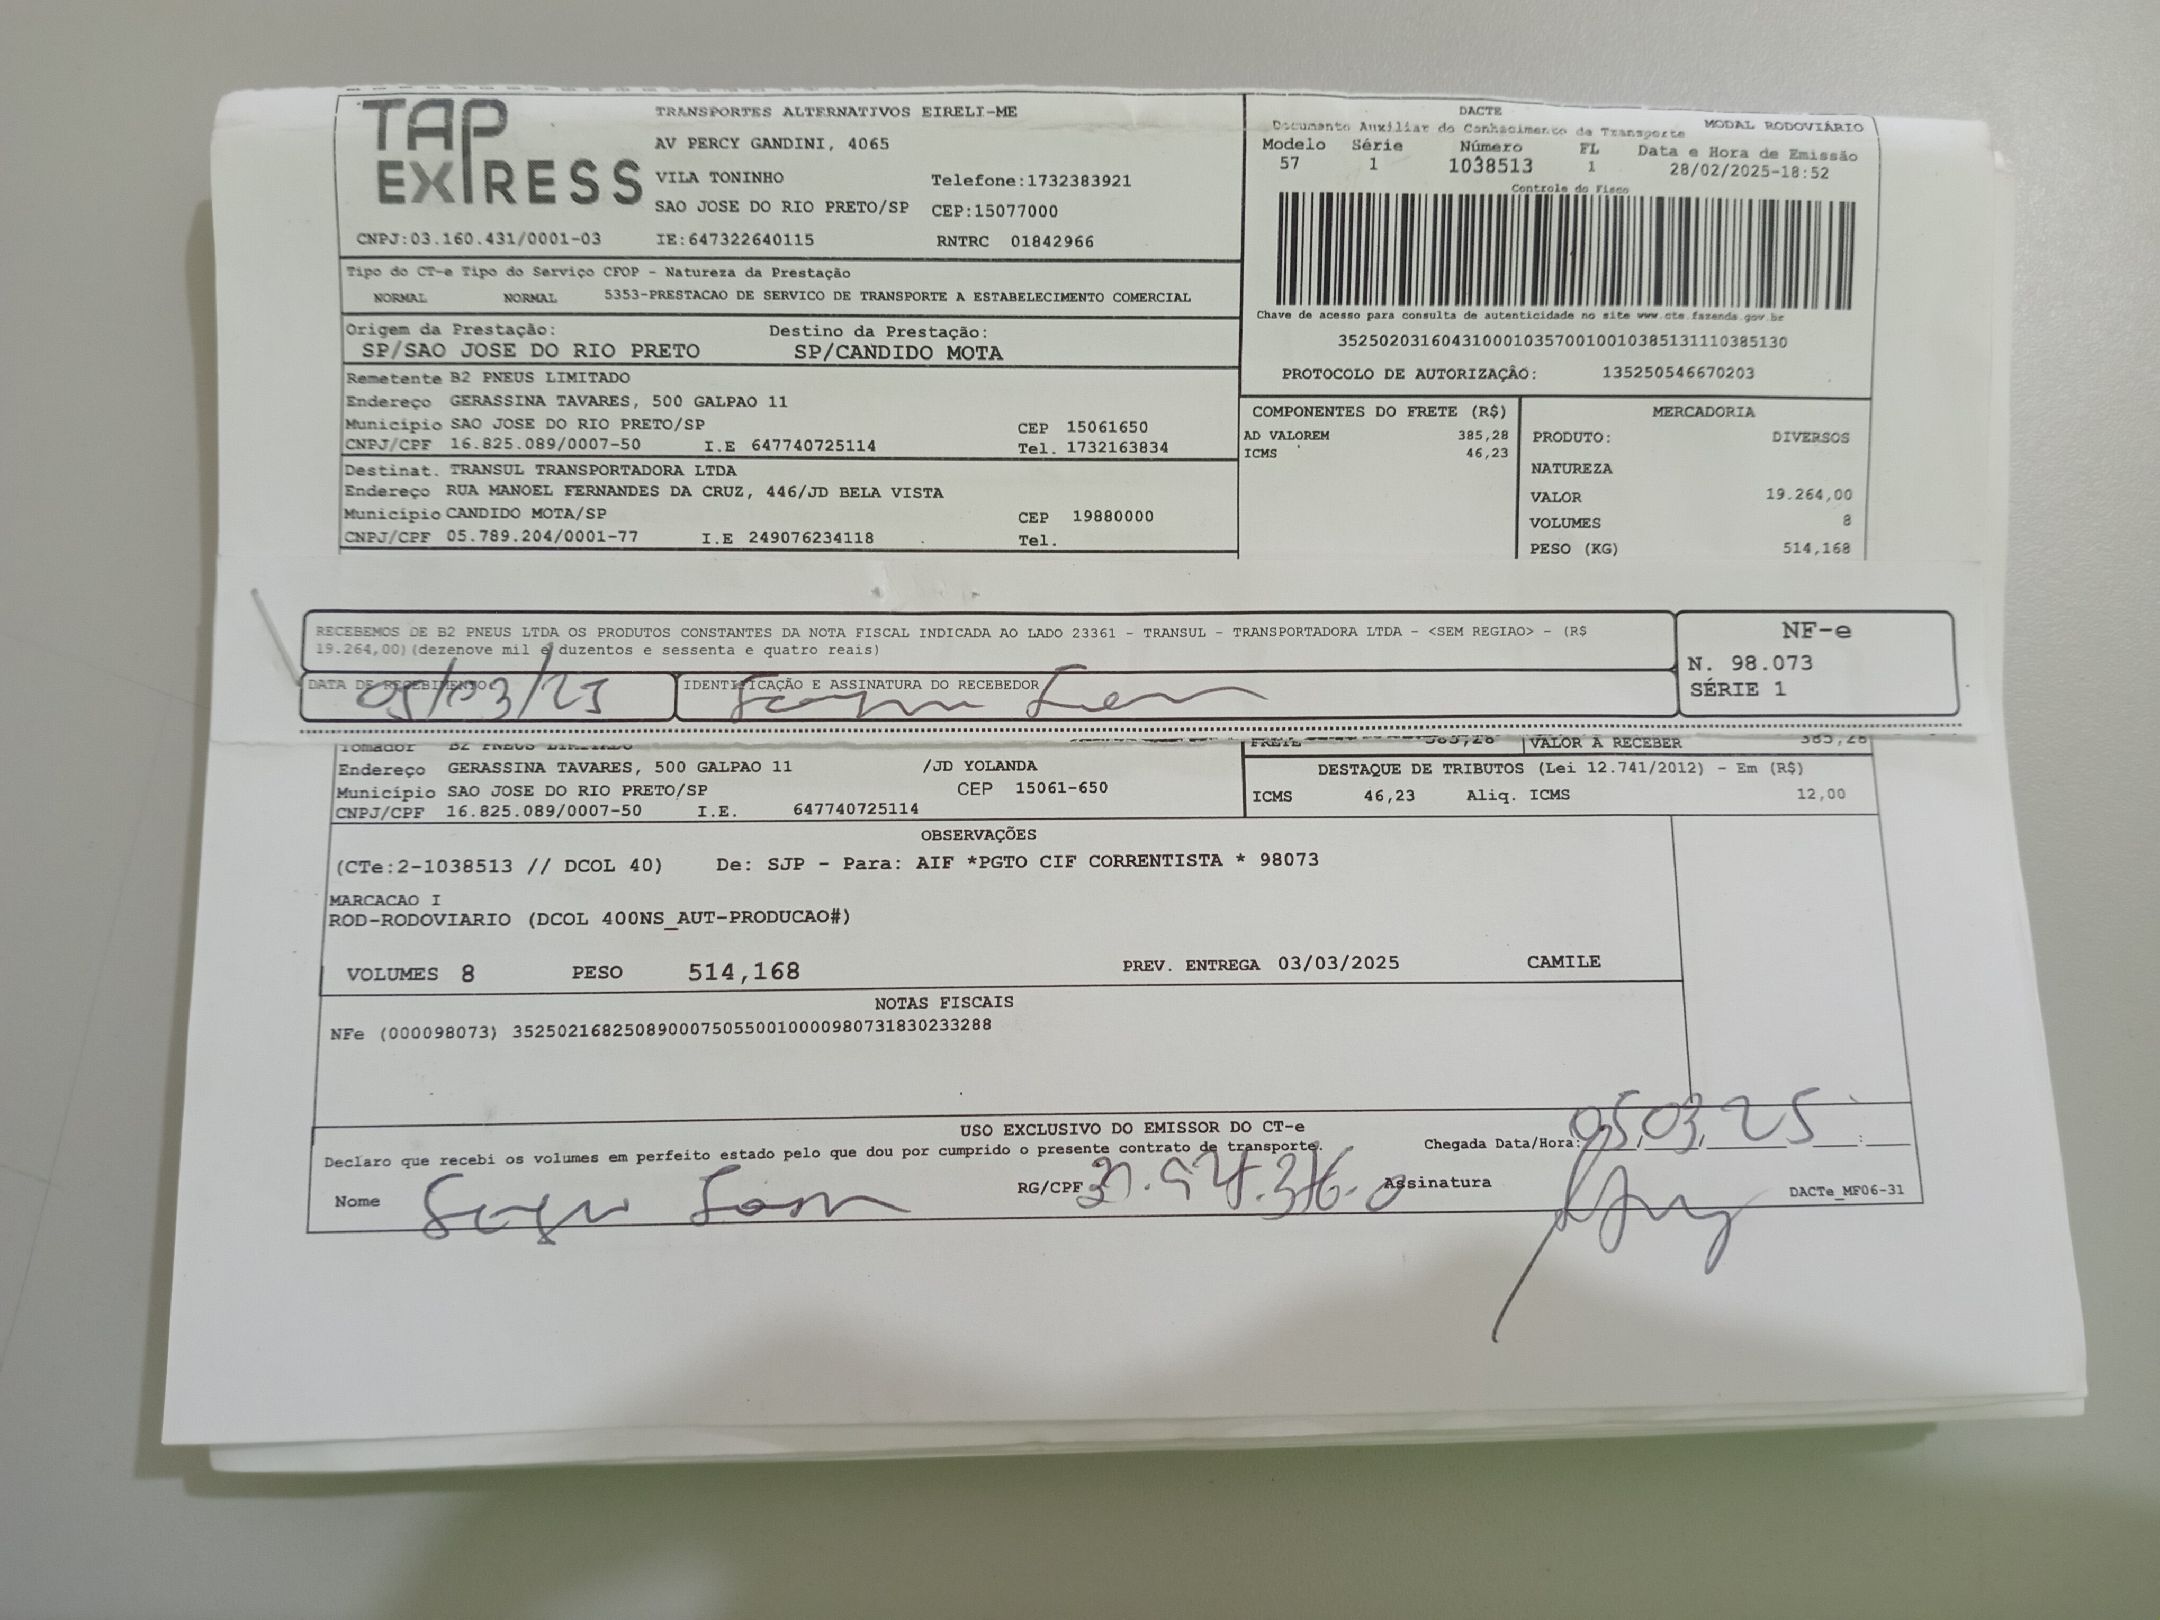 TAP EXPRESS
TRANSPORTES ALTERNATIVOS EIRELI-ME
AV PERCY GANDINI, 4065
VILA TONINHO Telefone:1732383921
SAO JOSE DO RIO PRETO/SP CEP:15077000
CNPJ:03.160.431/0001-03 IE:647322640115 RNTRC 01842966
DACTE
Documento Auxiliar do Conhecimento de Transporte MODAL RODOVIÁRIO
Modelo Série Número FL Data e Hora de Emissão
57 1 1038513 1 28/02/2025-18:52
Controle do Fisco
Chave de acesso para consulta de autenticidade no site www.cte.fazenda.gov.br
35250203160431000103570010010385131110385130
PROTOCOLO DE AUTORIZAÇÃO: 135250546670203
Tipo do CT-e Tipo do Serviço CFOP - Natureza da Prestação
NORMAL NORMAL 5353-PRESTACAO DE SERVICO DE TRANSPORTE A ESTABELECIMENTO COMERCIAL
Origem da Prestação: Destino da Prestação:
SP/SAO JOSE DO RIO PRETO SP/CANDIDO MOTA
Remetente B2 PNEUS LIMITADO
Endereço GERASSINA TAVARES, 500 GALPAO 11
Município SAO JOSE DO RIO PRETO/SP CEP 15061650
CNPJ/CPF 16.825.089/0007-50 I.E 647740725114 Tel. 1732163834
Destinat. TRANSUL TRANSPORTADORA LTDA
Endereço RUA MANOEL FERNANDES DA CRUZ, 446/JD BELA VISTA
Município CANDIDO MOTA/SP CEP 19880000
CNPJ/CPF 05.789.204/0001-77 I.E 249076234118 Tel.
COMPONENTES DO FRETE (R$)
AD VALOREM 385,28
ICMS 46,23
MERCADORIA
PRODUTO: DIVERSOS
NATUREZA
VALOR 19.264,00
VOLUMES 8
PESO (KG) 514,168
RECEBEMOS DE B2 PNEUS LTDA OS PRODUTOS CONSTANTES DA NOTA FISCAL INDICADA AO LADO 23361 - TRANSUL - TRANSPORTADORA LTDA - <SEM REGIAO> - (R$
19.264,00)(dezenove mil e duzentos e sessenta e quatro reais)
DATA DE RECEBIMENTO IDENTIFICAÇÃO E ASSINATURA DO RECEBEDOR
05/03/25
NF-e
N. 98.073
SÉRIE 1
Tomador B2 PNEUS LIMITADO
Endereço GERASSINA TAVARES, 500 GALPAO 11 /JD YOLANDA
Município SAO JOSE DO RIO PRETO/SP CEP 15061-650
CNPJ/CPF 16.825.089/0007-50 I.E. 647740725114
FRETE 385,28 VALOR A RECEBER 385,28
DESTAQUE DE TRIBUTOS (Lei 12.741/2012) - Em (R$)
ICMS 46,23 Aliq. ICMS 12,00
OBSERVAÇÕES
(CTe:2-1038513 // DCOL 40) De: SJP - Para: AIF *PGTO CIF CORRENTISTA * 98073
MARCACAO I
ROD-RODOVIARIO (DCOL 400NS_AUT-PRODUCAO#)
VOLUMES 8 PESO 514,168 PREV. ENTREGA 03/03/2025 CAMILE
NOTAS FISCAIS
NFe (000098073) 35250216825089000750550010000980731830233288
USO EXCLUSIVO DO EMISSOR DO CT-e
Declaro que recebi os volumes em perfeito estado pelo que dou por cumprido o presente contrato de transporte.
Chegada Data/Hora: 05/03/25 :
Nome RG/CPF Assinatura DACTe_MF06-31